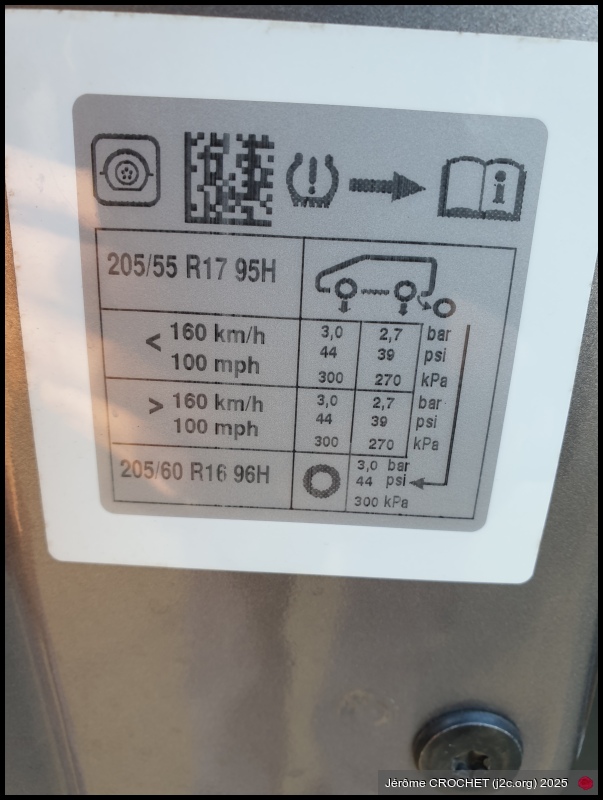 205/55 R17 95H
< 160 km/h 3,0 2,7 bar
100 mph 44 39 psi
300 270 kPa
> 160 km/h 3,0 2,7 bar
100 mph 44 39 psi
300 270 kPa
205/60 R16 96H 3,0 bar
44 psi
300 kPa
Jérôme CROCHET (j2c.org) 2025